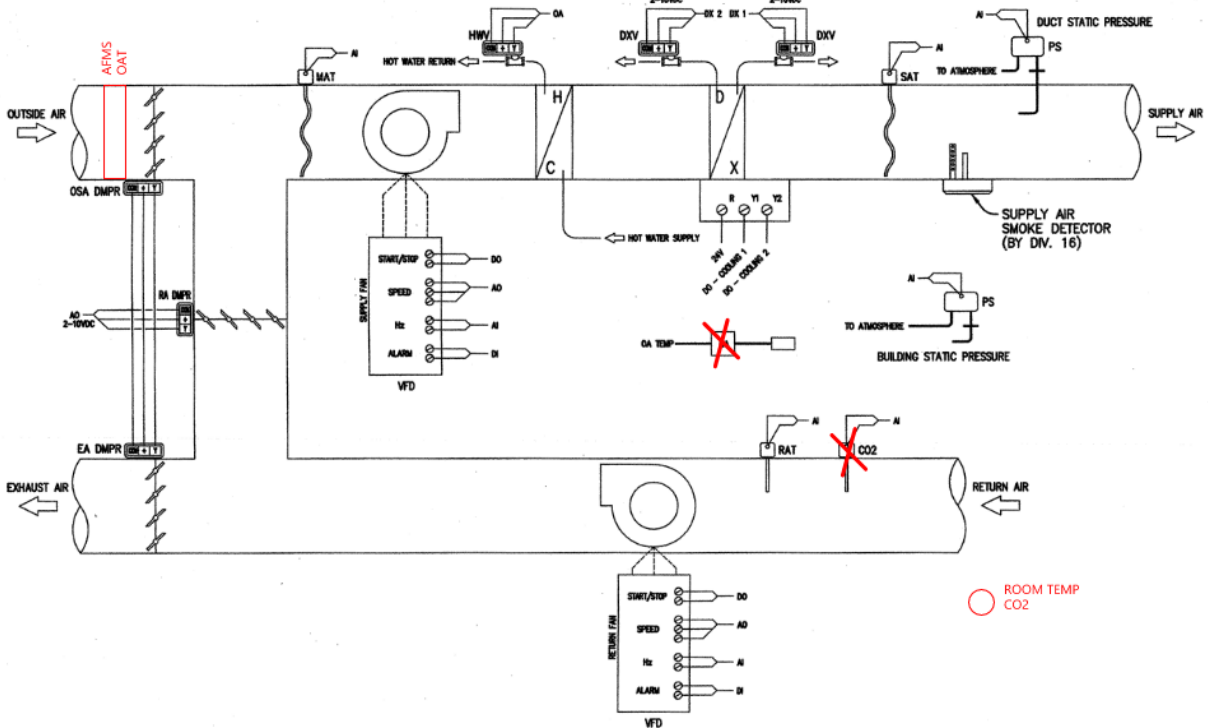 2-10VDC
2-10VDC
AI
DUCT STATIC PRESSURE
OA
DX 2
DX 1
HWV
DXV
DXV
PS
COM + Y
COM + Y
COM + Y
AFMS
OAT
AI
HOT WATER RETURN
AI
TO ATMOSPHERE
MAT
SAT
H
D
OUTSIDE AIR
SUPPLY AIR
C
X
OSA DMPR
COM + Y
R
Y1
Y2
SUPPLY AIR
SMOKE DETECTOR
(BY DIV. 16)
HOT WATER SUPPLY
24V
DO - COOLING 1
DO - COOLING 2
START/STOP
DO
SUPPLY FAN
SPEED
AO
Hz
AI
ALARM
DI
VFD
RA DMPR
COM + Y
AO
2-10VDC
AI
PS
TO ATMOSPHERE
BUILDING STATIC PRESSURE
OA TEMP
EA DMPR
COM + Y
AI
AI
RAT
CO2
EXHAUST AIR
RETURN AIR
START/STOP
DO
RETURN FAN
SPEED
AO
Hz
AI
ALARM
DI
VFD
ROOM TEMP
CO2